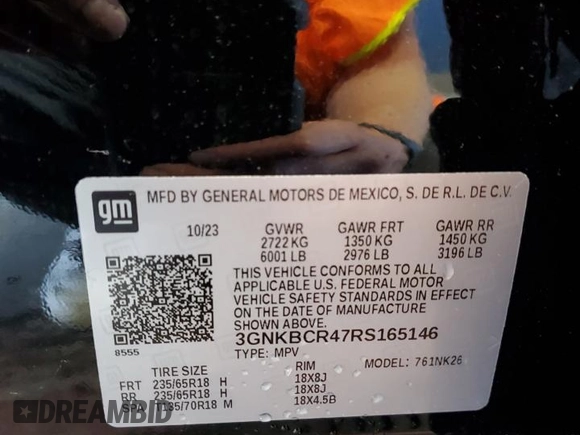 gm
MFD BY GENERAL MOTORS DE MEXICO, S. DE R.L. DE C.V.
10/23 GVWR GAWR FRT GAWR RR
2722 KG 1350 KG 1450 KG
6001 LB 2976 LB 3196 LB
THIS VEHICLE CONFORMS TO ALL
APPLICABLE U.S. FEDERAL MOTOR
VEHICLE SAFETY STANDARDS IN EFFECT
ON THE DATE OF MANUFACTURE
SHOWN ABOVE.
8555 3GNKBCR47RS165146
TYPE: MPV MODEL: 761NK26
TIRE SIZE RIM
FRT 235/65R18 H 18X8J
RR 235/65R18 H 18X8J
SPA T135/70R18 M 18X4.5B
DREAMBID